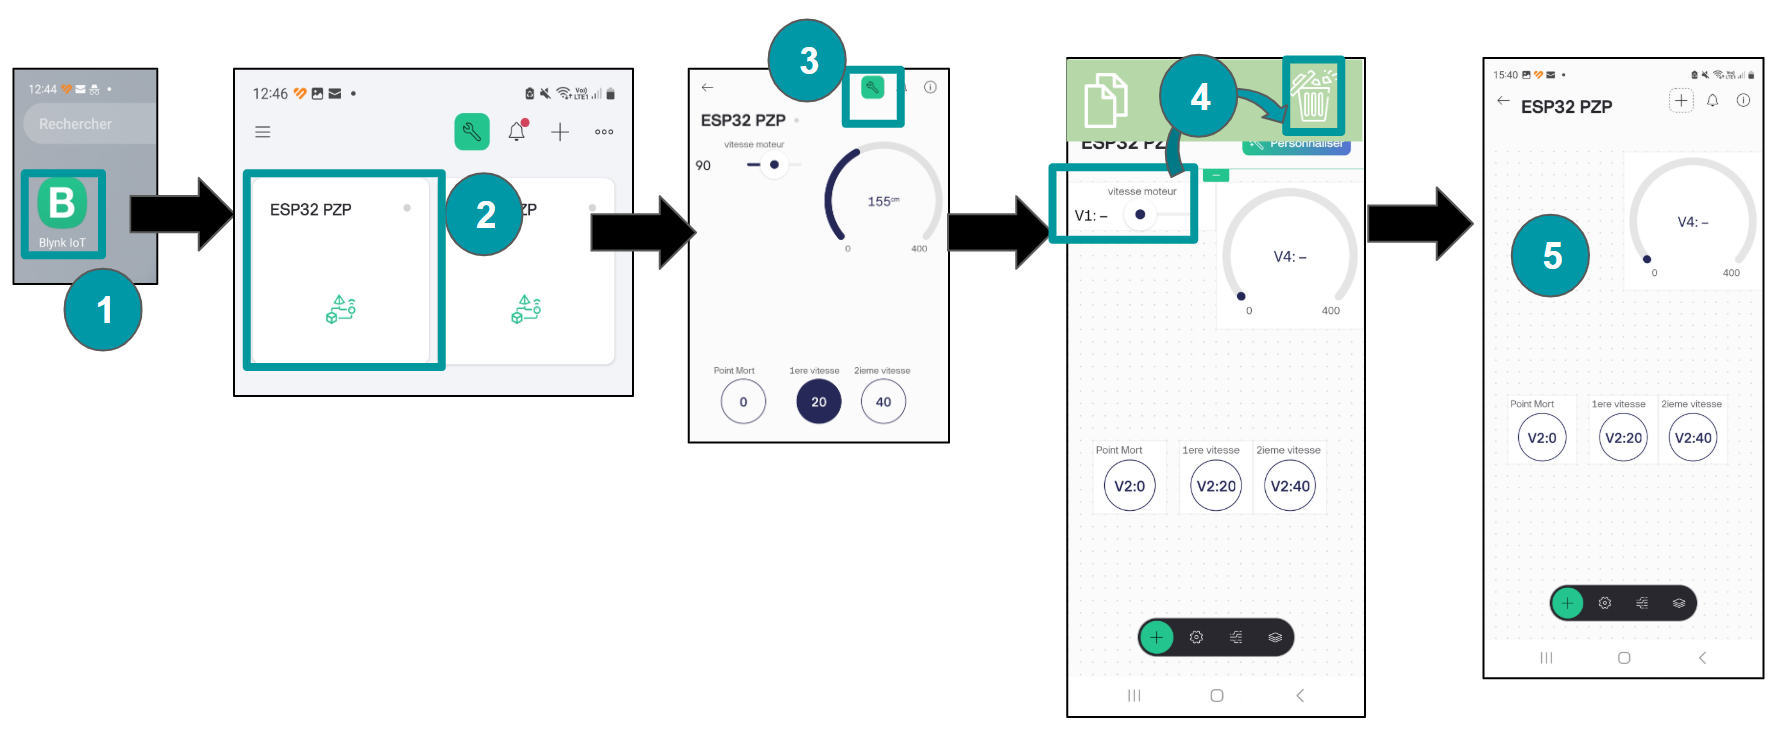 12:44
Rechercher
B
Blynk IoT
1
12:46
Vo))
LTE1
ESP32 PZP
2
ZP
3
ESP32 PZP
vitesse moteur
90
155cm
0
400
Point Mort
1ere vitesse
2ieme vitesse
0
20
40
4
ESP32 PZ
Personnaliser
vitesse moteur
V1: –
V4: –
0
400
Point Mort
1ere vitesse
2ieme vitesse
V2:0
V2:20
V2:40
15:40
ESP32 PZP
5
V4: –
0
400
Point Mort
1ere vitesse
2ieme vitesse
V2:0
V2:20
V2:40